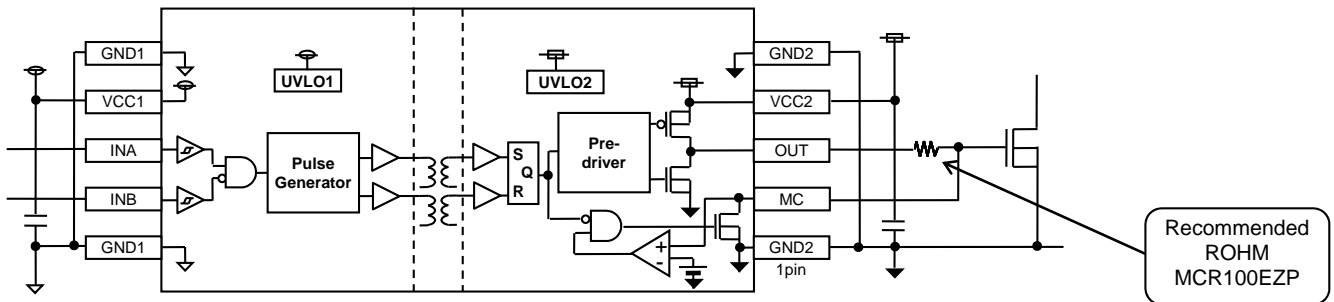 GND1
VCC1
INA
INB
GND1
UVLO1
Pulse
Generator
UVLO2
S
Q
R
Pre-
driver
+
-
GND2
VCC2
OUT
MC
GND2
1pin
Recommended
ROHM
MCR100EZP